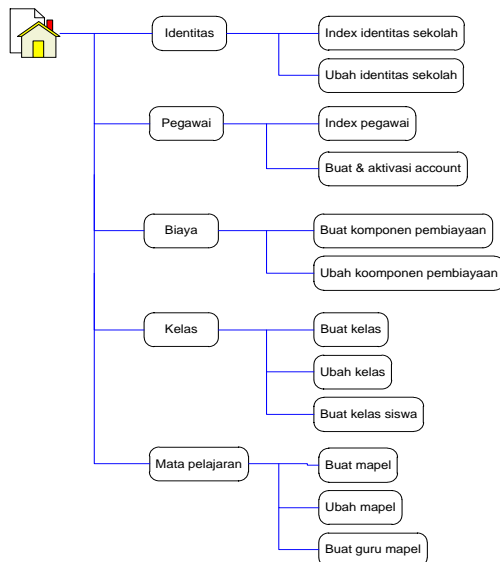 Identitas
Index identitas sekolah
Ubah identitas sekolah
Pegawai
Index pegawai
Buat & aktivasi account
Biaya
Buat komponen pembiayaan
Ubah koomponen pembiayaan
Kelas
Buat kelas
Ubah kelas
Buat kelas siswa
Mata pelajaran
Buat mapel
Ubah mapel
Buat guru mapel